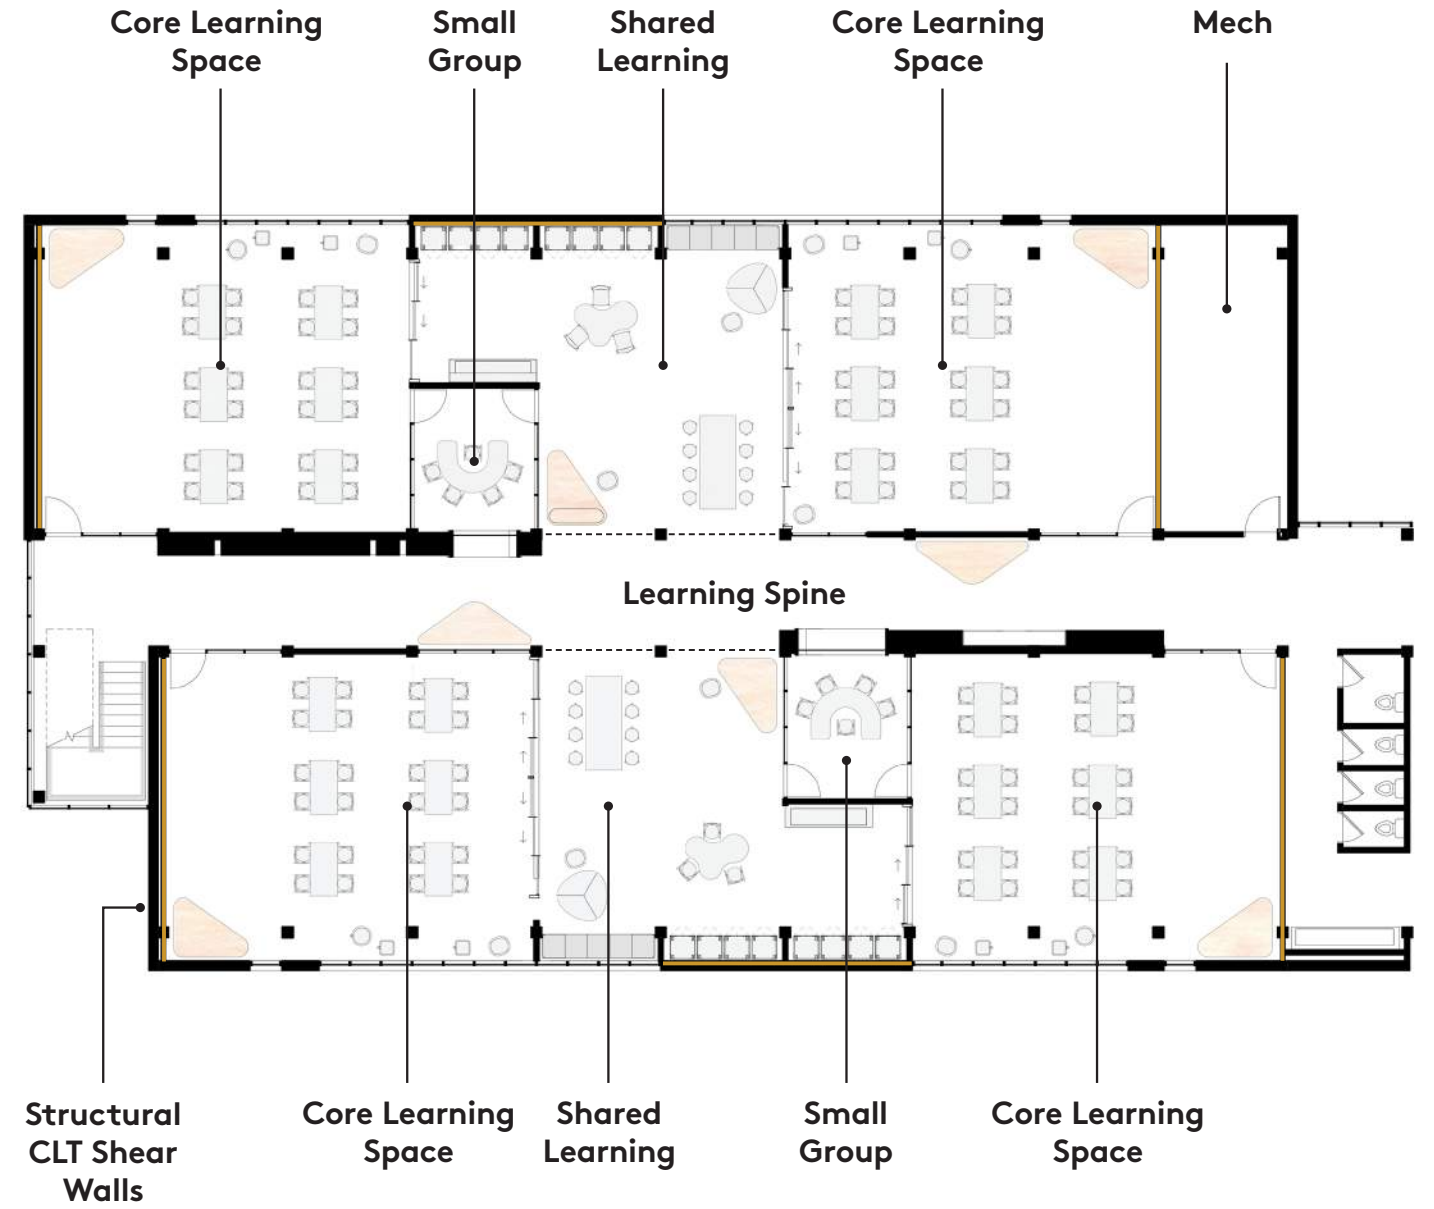 Core Learning
Space
Small
Group
Shared
Learning
Core Learning
Space
Mech
Learning Spine
Structural
CLT Shear
Walls
Core Learning
Space
Shared
Learning
Small
Group
Core Learning
Space